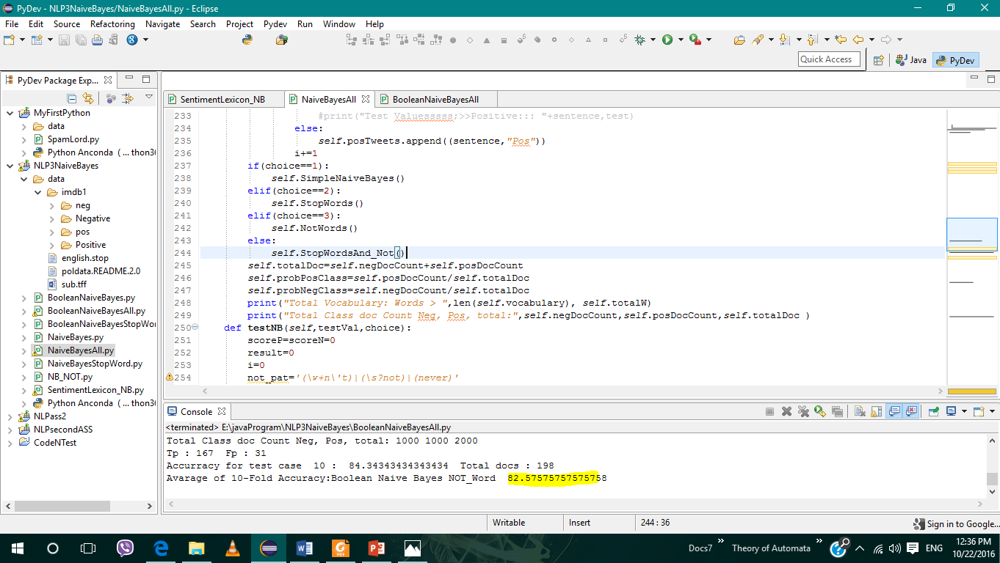 PyDev - NLP3NaiveBayes/NaiveBayesAll.py - Eclipse
File Edit Source Refactoring Navigate Search Project Pydev Run Window Help
Quick Access
Java
PyDev
PyDev Package Exp...
MyFirstPython
data
SpamLord.py
Python Anconda ( ... thon36
NLP3NaiveBayes
data
imdb1
neg
Negative
pos
Positive
english.stop
poldata.README.2.0
sub.tff
BooleanNaiveBayes.py
BooleanNaiveBayesAll.py
BooleanNaiveBayesStopWor
NaiveBayes.py
NaiveBayesAll.py
NaiveBayesStopWord.py
NB_NOT.py
SentimentLexicon_NB.py
Python Anconda ( ... thon36
NLPass2
NLPsecondASS
CodeNTest
SentimentLexicon_NB NaiveBayesAll BooleanNaiveBayesAll
233 #print("Test Valuesssss;>>Positive::: "+sentence,test)
234 else:
235 self.posTweets.append((sentence,"Pos"))
236 i+=1
237 if(choice==1):
238 self.SimpleNaiveBayes()
239 elif(choice==2):
240 self.StopWords()
241 elif(choice==3):
242 self.NotWords()
243 else:
244 self.StopWordsAnd_Not()
245 self.totalDoc=self.negDocCount+self.posDocCount
246 self.probPosClass=self.posDocCount/self.totalDoc
247 self.probNegClass=self.negDocCount/self.totalDoc
248 print("Total Vocabulary: Words > ",len(self.vocabulary), self.totalW)
249 print("Total Class doc Count Neg, Pos, total:",self.negDocCount,self.posDocCount,self.totalDoc )
250 def testNB(self,testVal,choice):
251 scoreP=scoreN=0
252 result=0
253 i=0
254 not_pat='(\w+n\'t)|(\s?not)|(never)'
Console
<terminated> E:\javaProgram\NLP3NaiveBayes\BooleanNaiveBayesAll.py
Total Class doc Count Neg, Pos, total: 1000 1000 2000
Tp : 167 Fp : 31
Accurracy for test case 10 : 84.34343434343434 Total docs : 198
Avarage of 10-Fold Accuracy:Boolean Naive Bayes NOT_Word 82.57575757575758
Writable Insert 244 : 36
Sign in to Google...
Docs7 » Theory of Automata » ENG
12:36 PM
10/22/2016